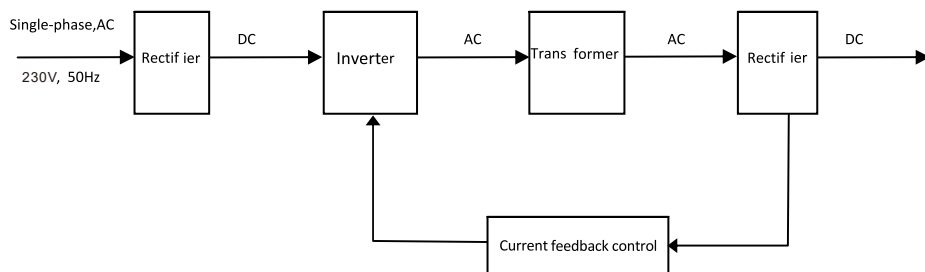 Single-phase,AC
230V, 50Hz
Rectif ier
DC
Inverter
AC
Trans former
AC
Rectif ier
DC
Current feedback control